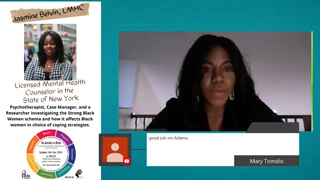 Jasmine Belvin, LMHC
Licensed Mental Health
Counselor in the
State of New York
Psychotherapist, Case Manager, and a
Researcher investigating the Strong Black
Women schema and how it affects Black
women in choice of coping strategies.
good job ms Adamu
Mary Tomdio